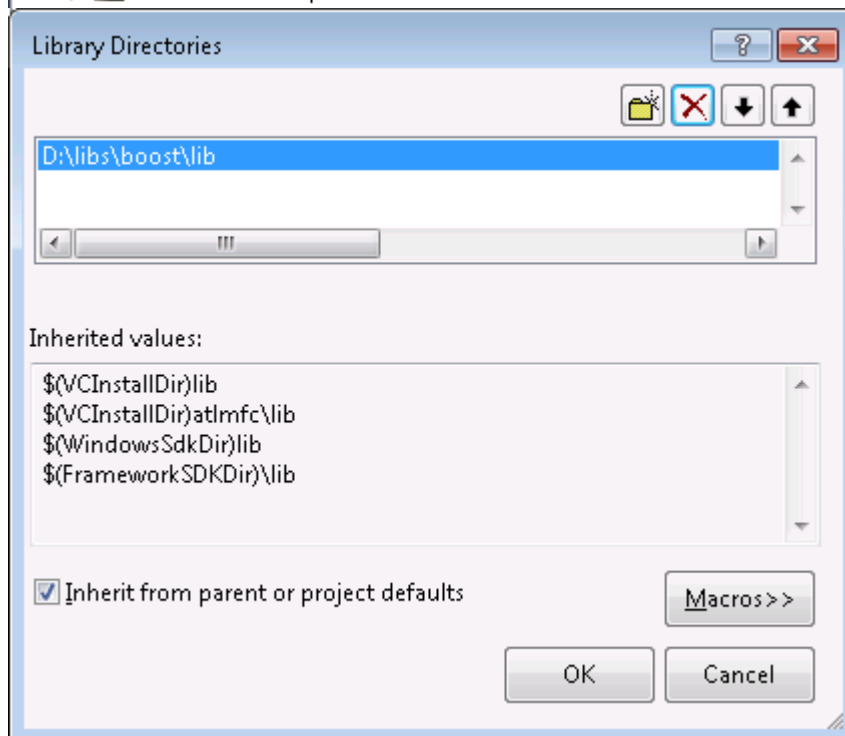 Library Directories
D:\libs\boost\lib
Inherited values:
$(VCInstallDir)lib
$(VCInstallDir)atlmfc\lib
$(WindowsSdkDir)lib
$(FrameworkSDKDir)\lib
Inherit from parent or project defaults
Macros>>
OK
Cancel